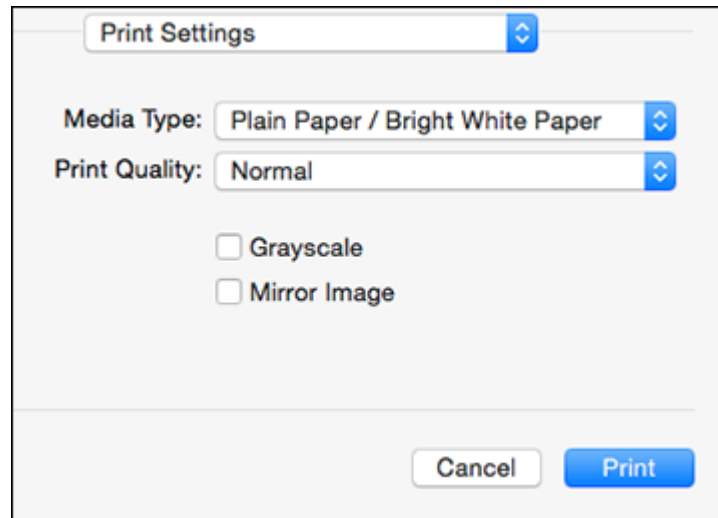 Print Settings
Media Type: Plain Paper / Bright White Paper
Print Quality: Normal
Grayscale
Mirror Image
Cancel Print